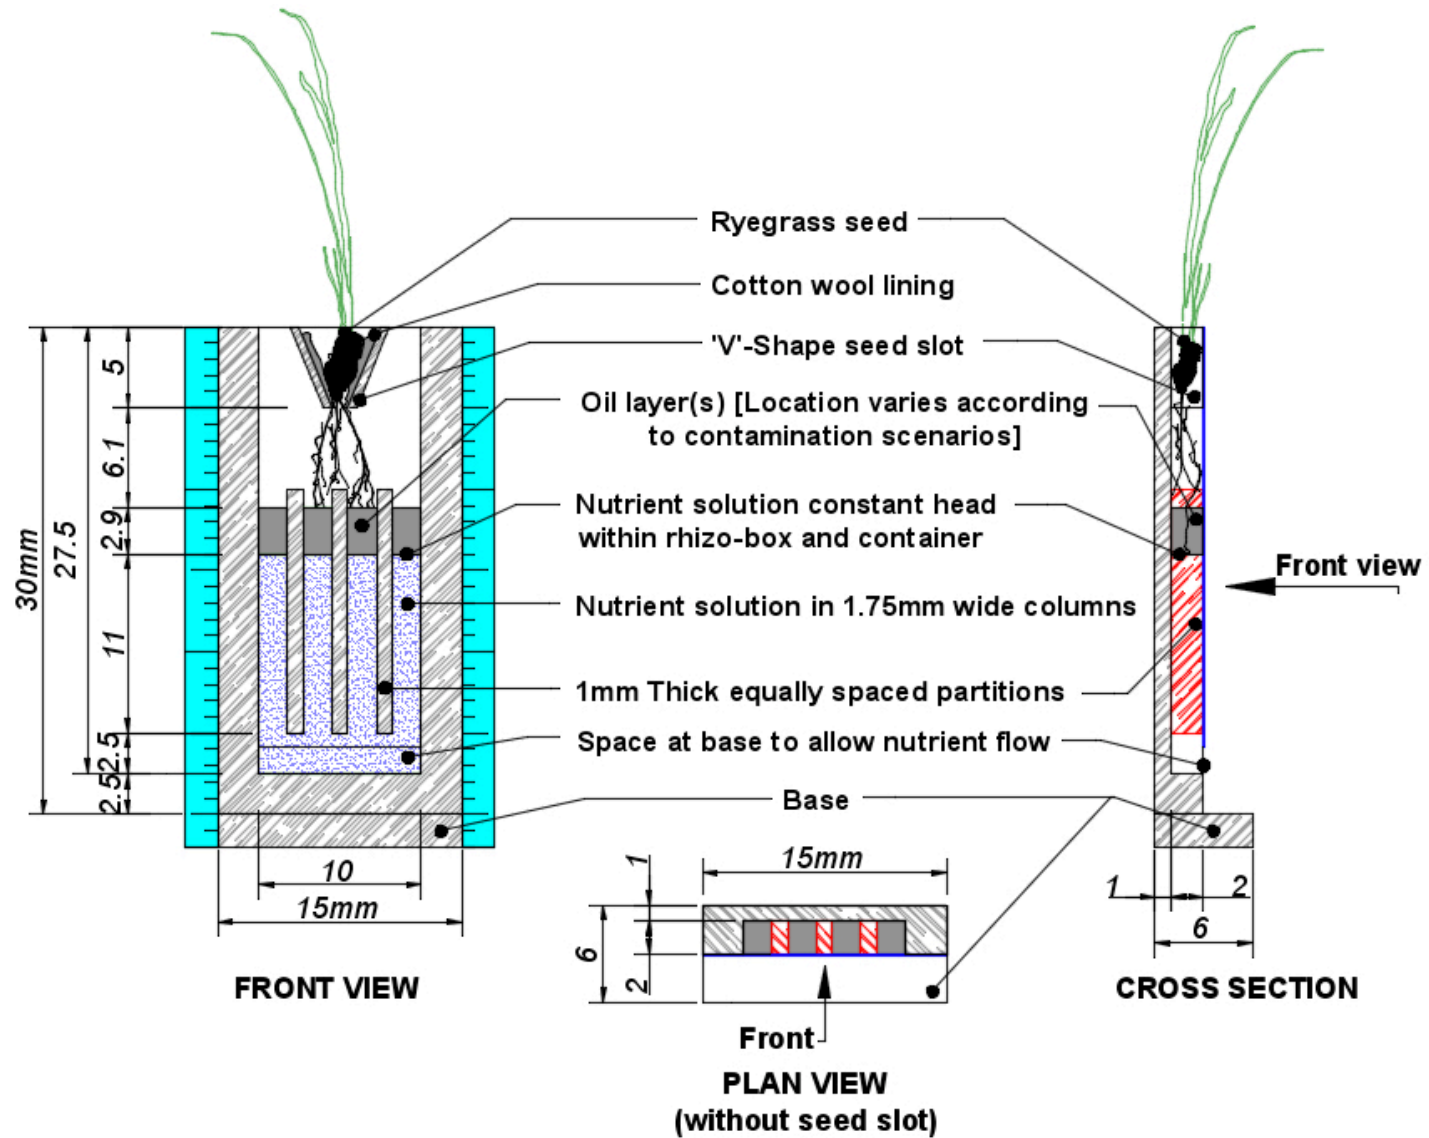 Ryegrass seed
Cotton wool lining
'V'-Shape seed slot
Oil layer(s) [Location varies according
to contamination scenarios]
Nutrient solution constant head
within rhizo-box and container
Nutrient solution in 1.75mm wide columns
1mm Thick equally spaced partitions
Space at base to allow nutrient flow
Base
30mm
27.5
5
6.1
2.9
11
2.5
2.5
10
15mm
FRONT VIEW
15mm
1
6
2
Front
PLAN VIEW
(without seed slot)
Front view
1
2
6
CROSS SECTION